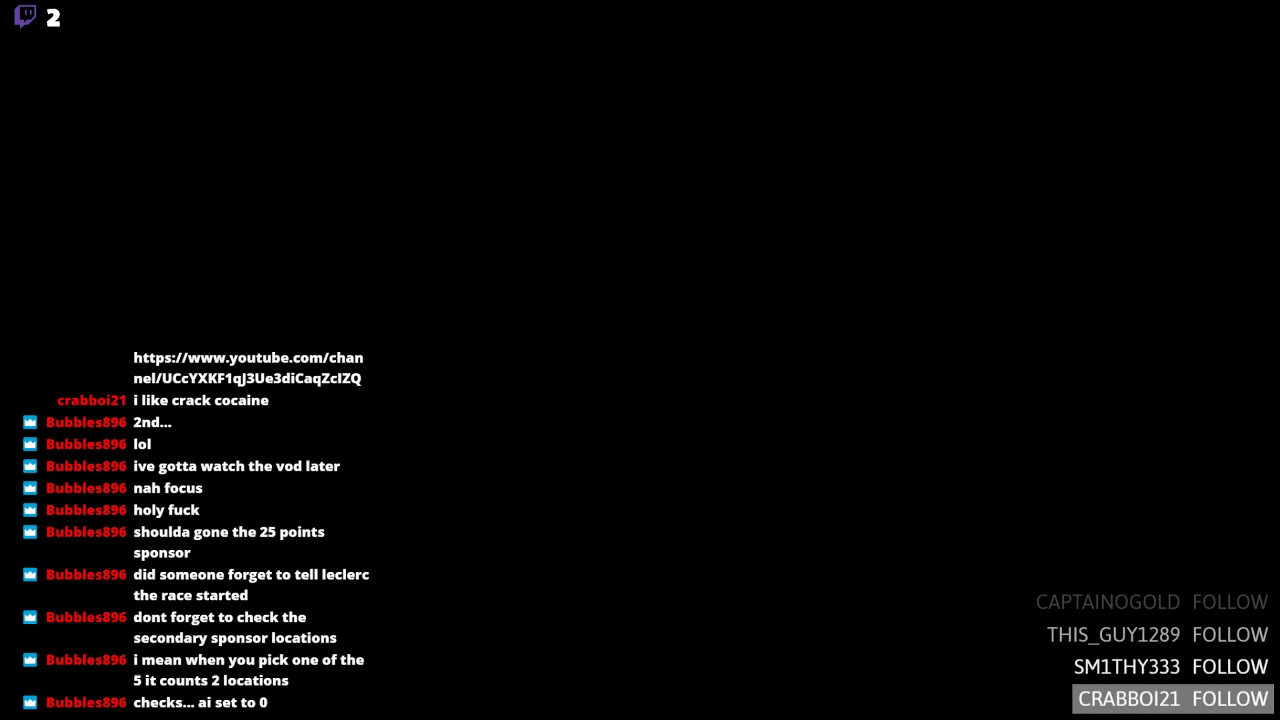 2
https://www.youtube.com/chan
nel/UCcYXKF1qJ3Ue3diCaqZcIZQ
crabboi21 i like crack cocaine
Bubbles896 2nd...
Bubbles896 lol
Bubbles896 ive gotta watch the vod later
Bubbles896 nah focus
Bubbles896 holy fuck
Bubbles896 shoulda gone the 25 points
sponsor
Bubbles896 did someone forget to tell leclerc
the race started
Bubbles896 dont forget to check the
secondary sponsor locations
Bubbles896 i mean when you pick one of the
5 it counts 2 locations
Bubbles896 checks... ai set to 0
CAPTAINOGOLD FOLLOW
THIS_GUY1289 FOLLOW
SM1THY333 FOLLOW
CRABBOI21 FOLLOW